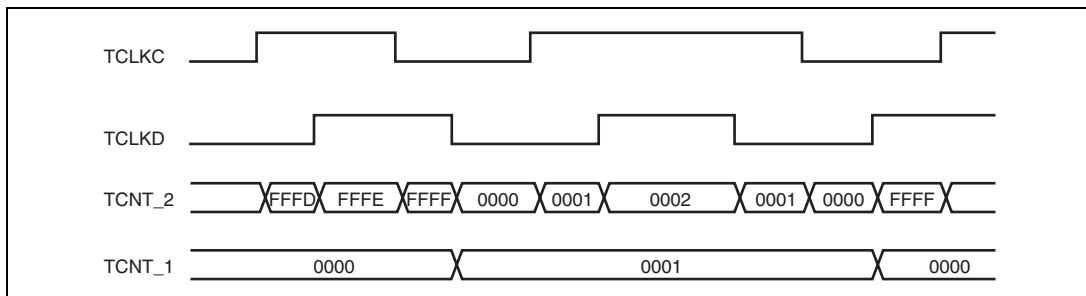 TCLKC
TCLKD
TCNT_2 FFFD FFFE FFFF 0000 0001 0002 0001 0000 FFFF
TCNT_1 0000 0001 0000